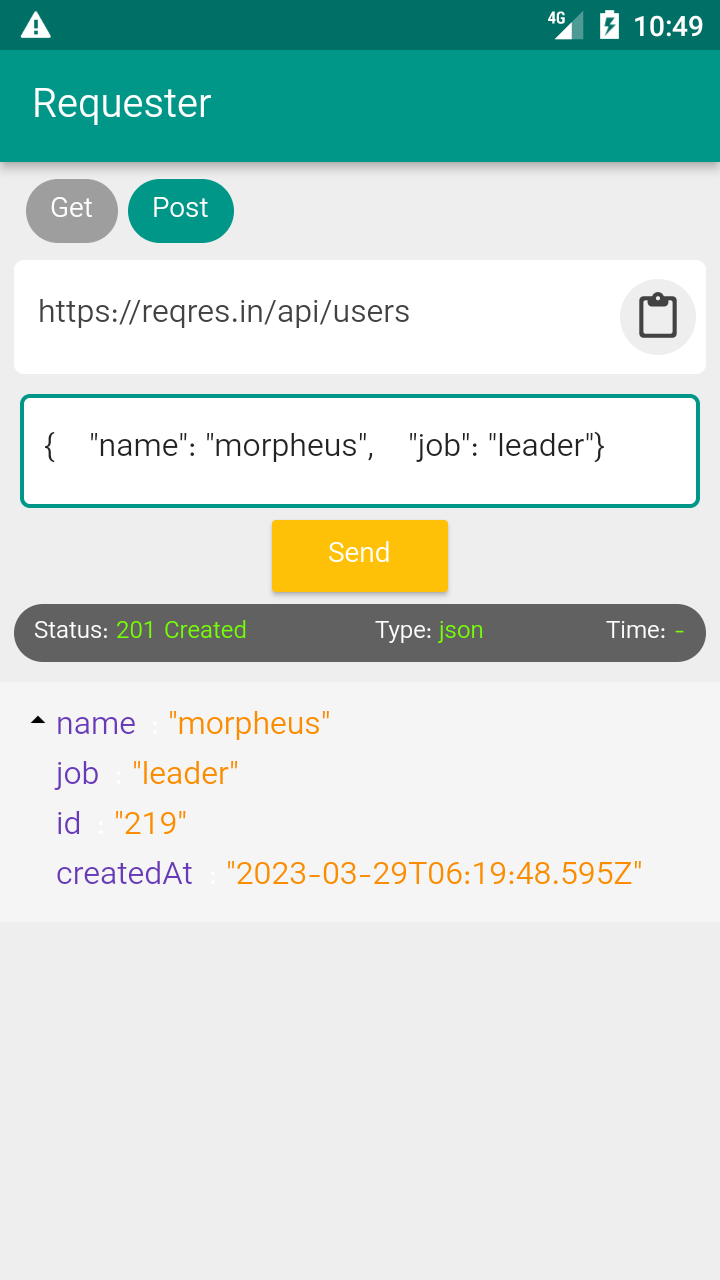 4G 10:49
Requester
Get Post
https://reqres.in/api/users
{    "name": "morpheus",    "job": "leader"}
Send
Status: 201 Created Type: json Time: -
name : "morpheus"
job : "leader"
id : "219"
createdAt : "2023-03-29T06:19:48.595Z"